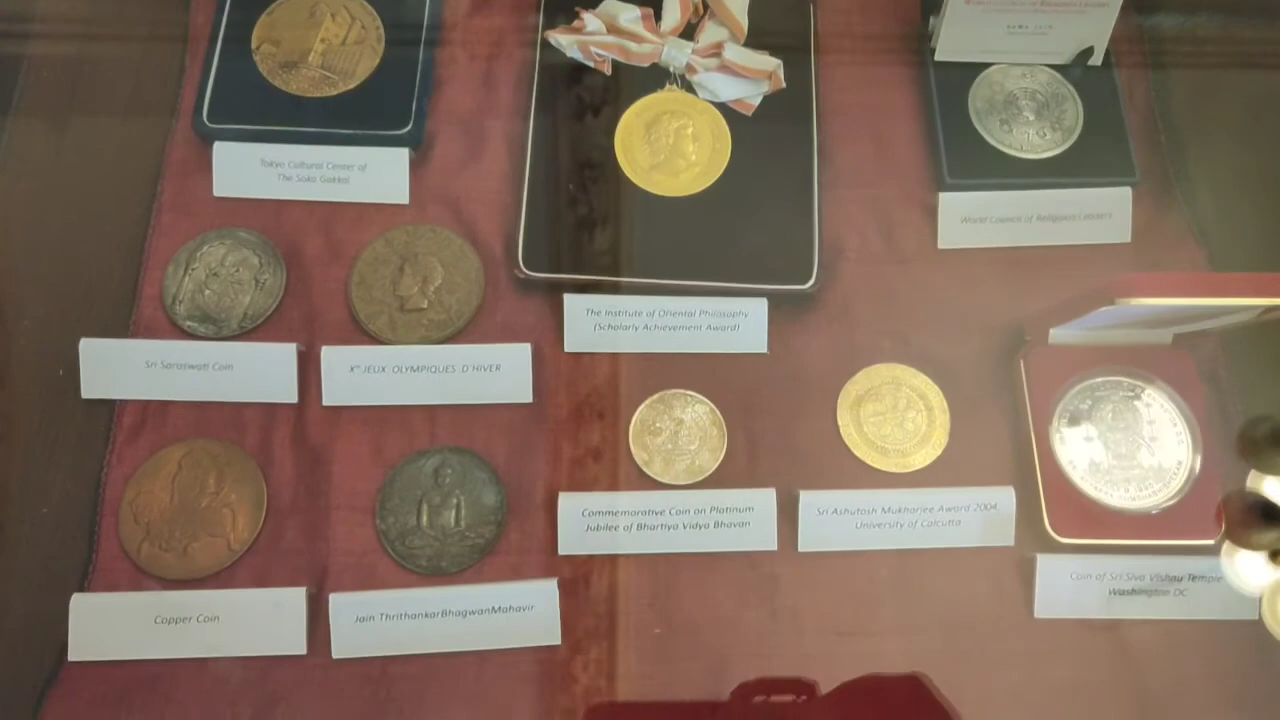 Tokyo Cultural Center of
The Soka Gakkai
World Council of Religious Leaders
The Institute of Oriental Philosophy
(Scholarly Achievement Award)
Sri Saraswati Coin
Xes JEUX OLYMPIQUES D'HIVER
Commemorative Coin on Platinum
Jubilee of Bhartiya Vidya Bhavan
Sri Ashutosh Mukharjee Award 2004,
University of Calcutta
Coin of Sri Siva Vishnu Temple
Washington DC
Copper Coin
Jain ThrithankarBhagwanMahavir